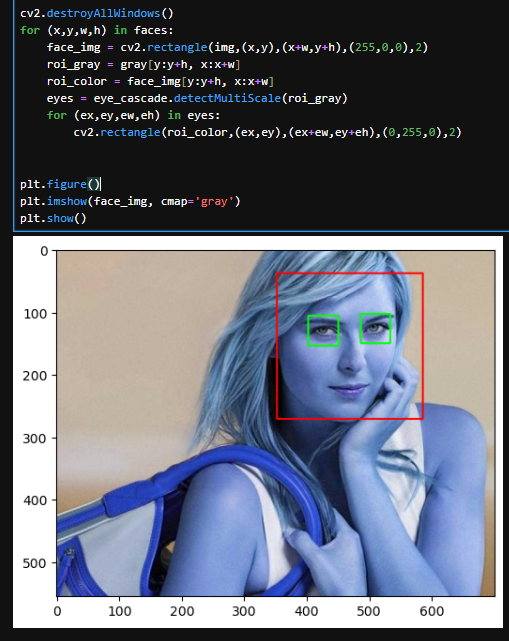 cv2.destroyAllWindows()
for (x,y,w,h) in faces:
    face_img = cv2.rectangle(img,(x,y),(x+w,y+h),(255,0,0),2)
    roi_gray = gray[y:y+h, x:x+w]
    roi_color = face_img[y:y+h, x:x+w]
    eyes = eye_cascade.detectMultiScale(roi_gray)
    for (ex,ey,ew,eh) in eyes:
        cv2.rectangle(roi_color,(ex,ey),(ex+ew,ey+eh),(0,255,0),2)
plt.figure()
plt.imshow(face_img, cmap='gray')
plt.show()
0
100
200
300
400
500
0 100 200 300 400 500 600